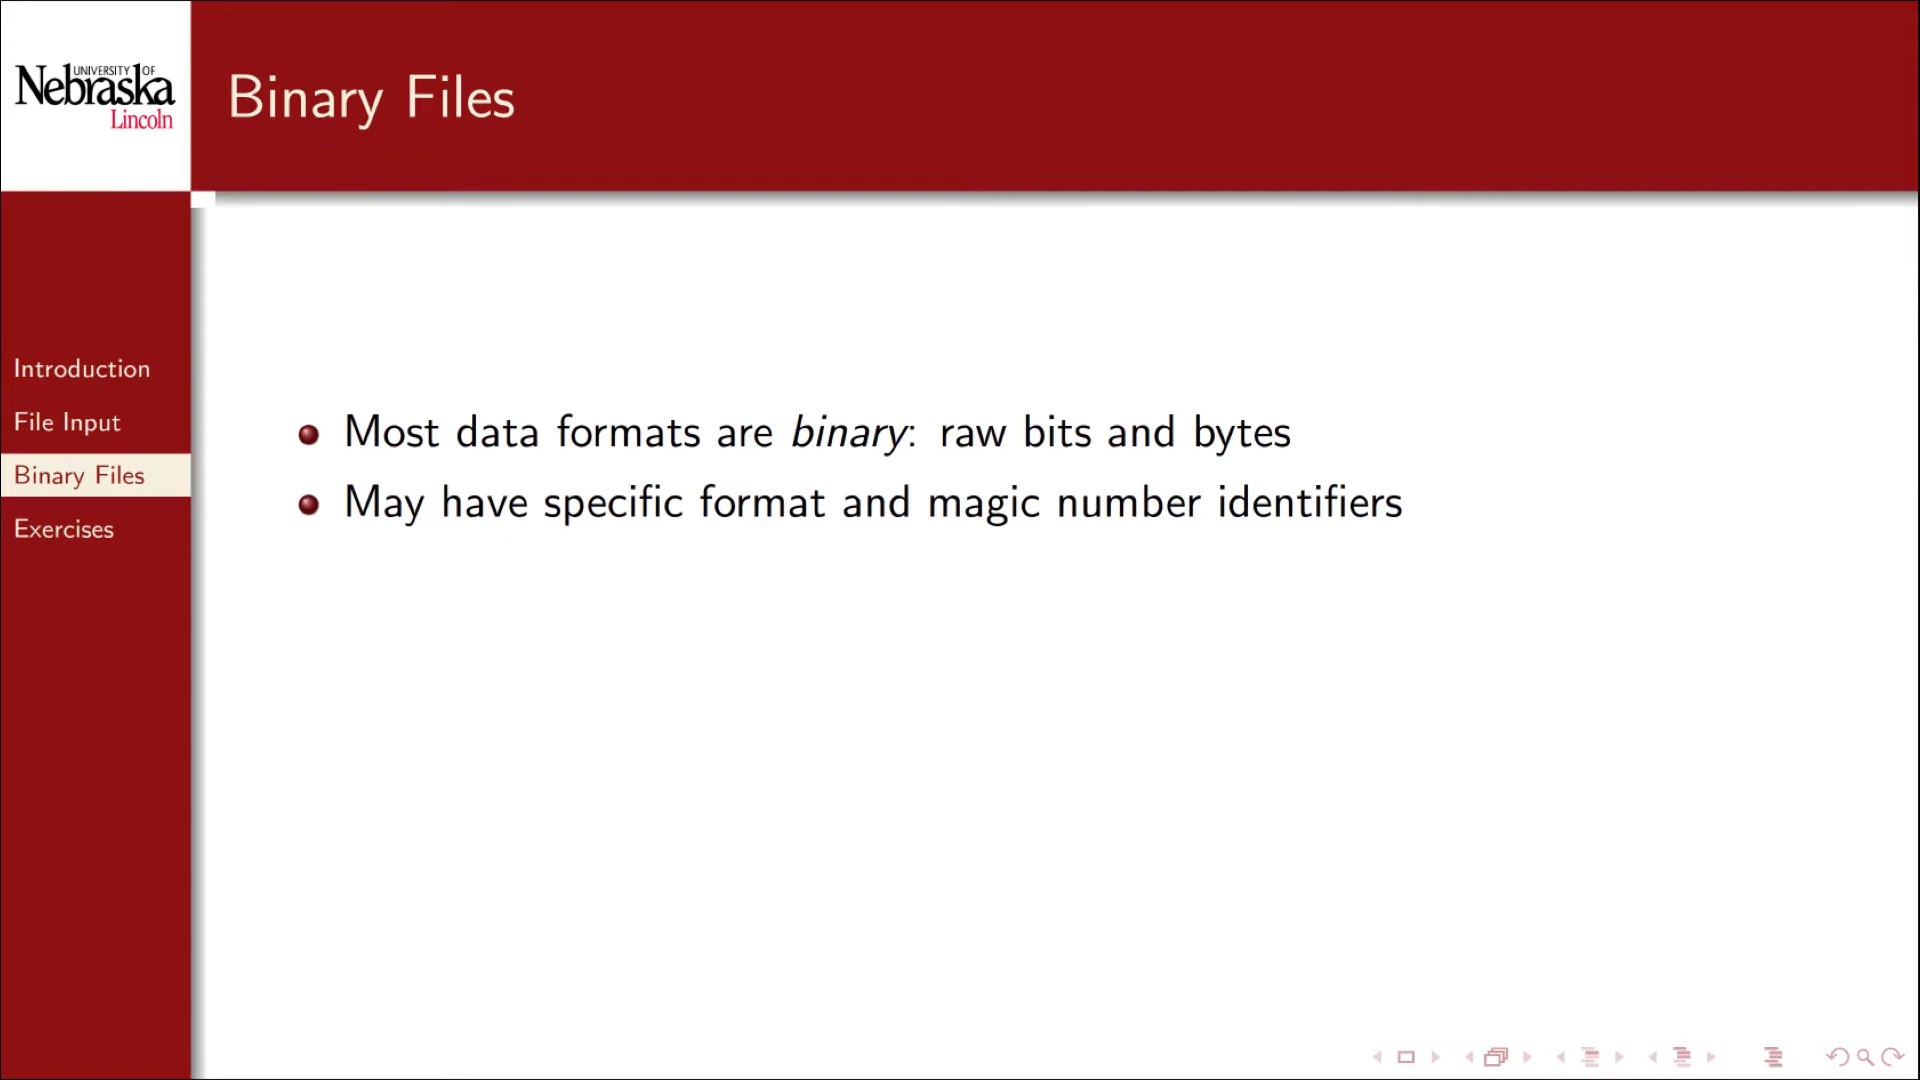 UNIVERSITY OF
Nebraska
Lincoln
Binary Files
Introduction
File Input
Binary Files
Exercises
Most data formats are binary: raw bits and bytes
May have specific format and magic number identifiers